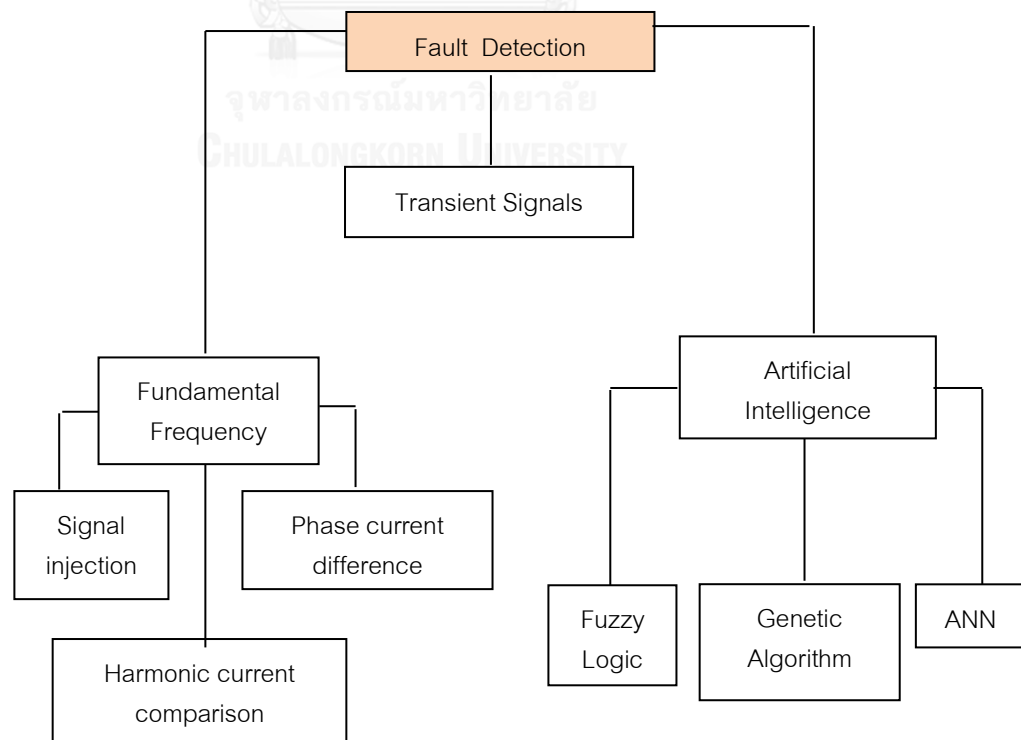 Fault Detection
จุฬาลงกรณ์มหาวิทยาลัย
CHULALONGKORN UNIVERSITY
Transient Signals
Fundamental
Frequency
Artificial
Intelligence
Signal
injection
Phase current
difference
Fuzzy
Logic
Genetic
Algorithm
ANN
Harmonic current
comparison